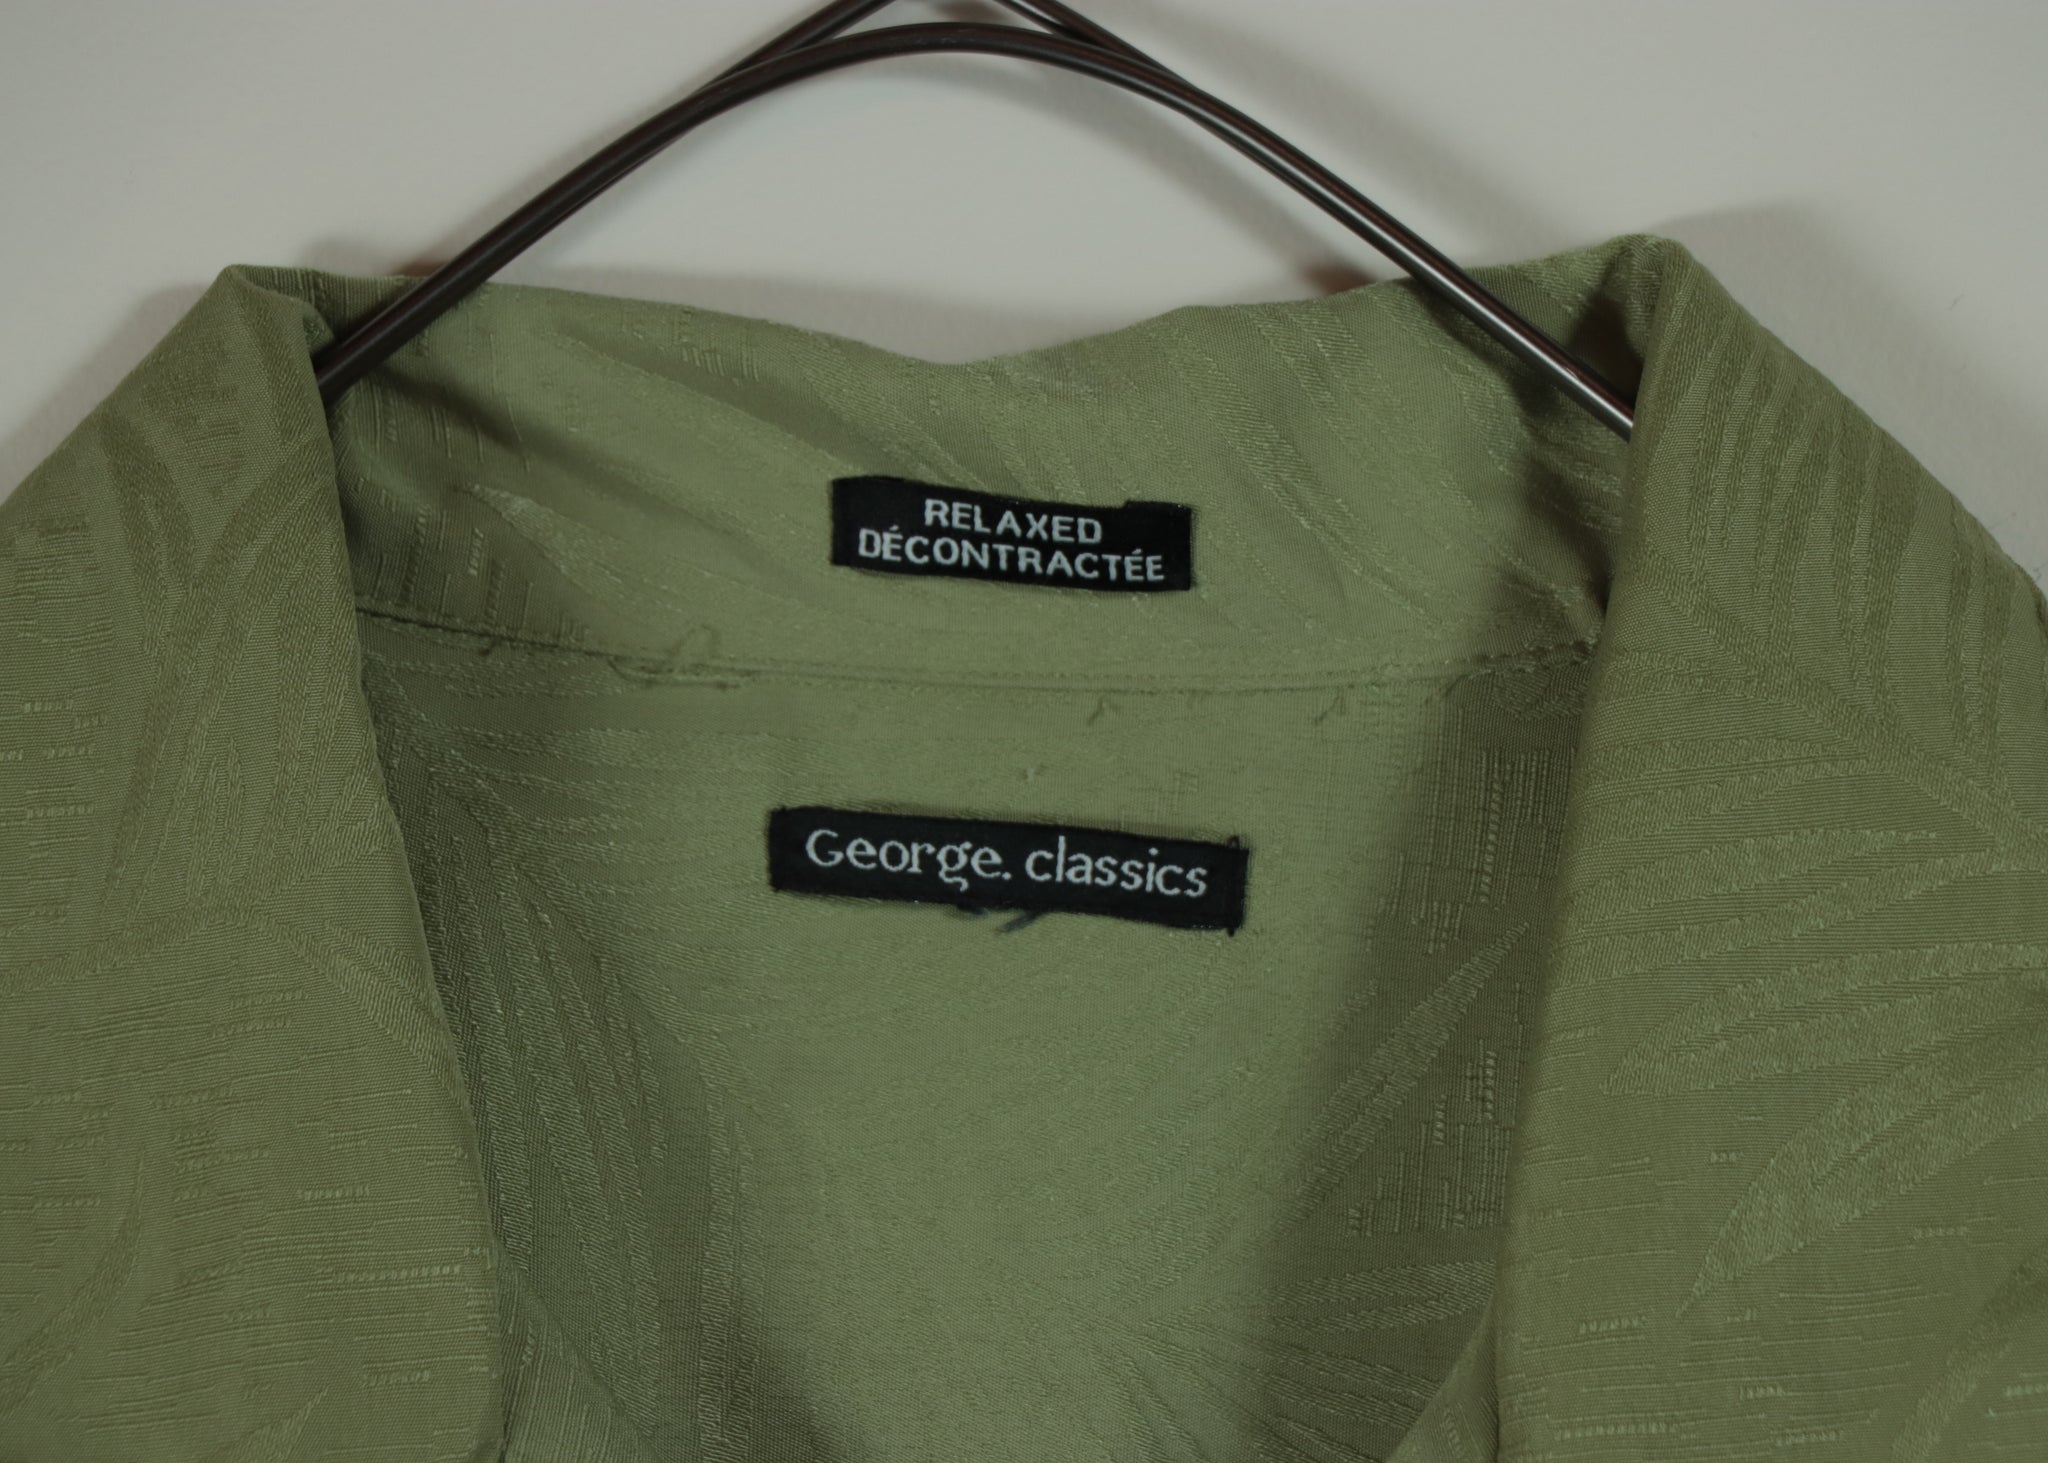 RELAXED
DÉCONTRACTÉE
George. classics